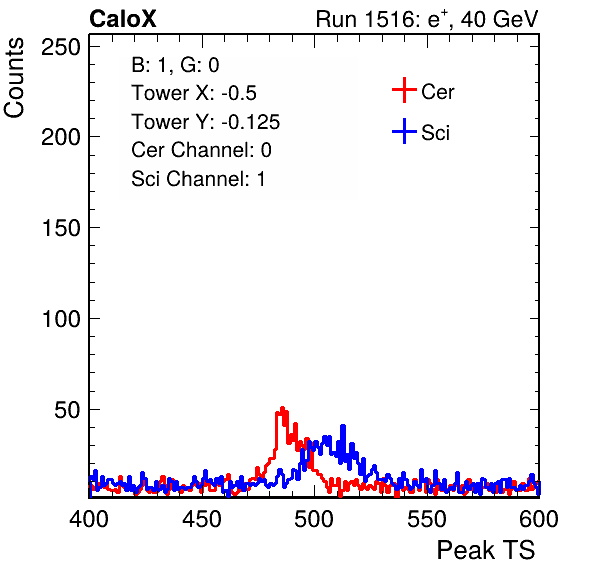 CaloX
Run 1516: e+, 40 GeV
Counts
250
200
150
100
50
B: 1, G: 0
Tower X: -0.5
Tower Y: -0.125
Cer Channel: 0
Sci Channel: 1
Cer
Sci
400 450 500 550 600
Peak TS